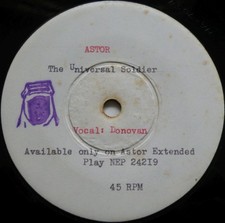 ASTOR
The Universal Soldier
Vocal: Donovan
Available only on Astor Extended
Play NEP 24219
45 RPM